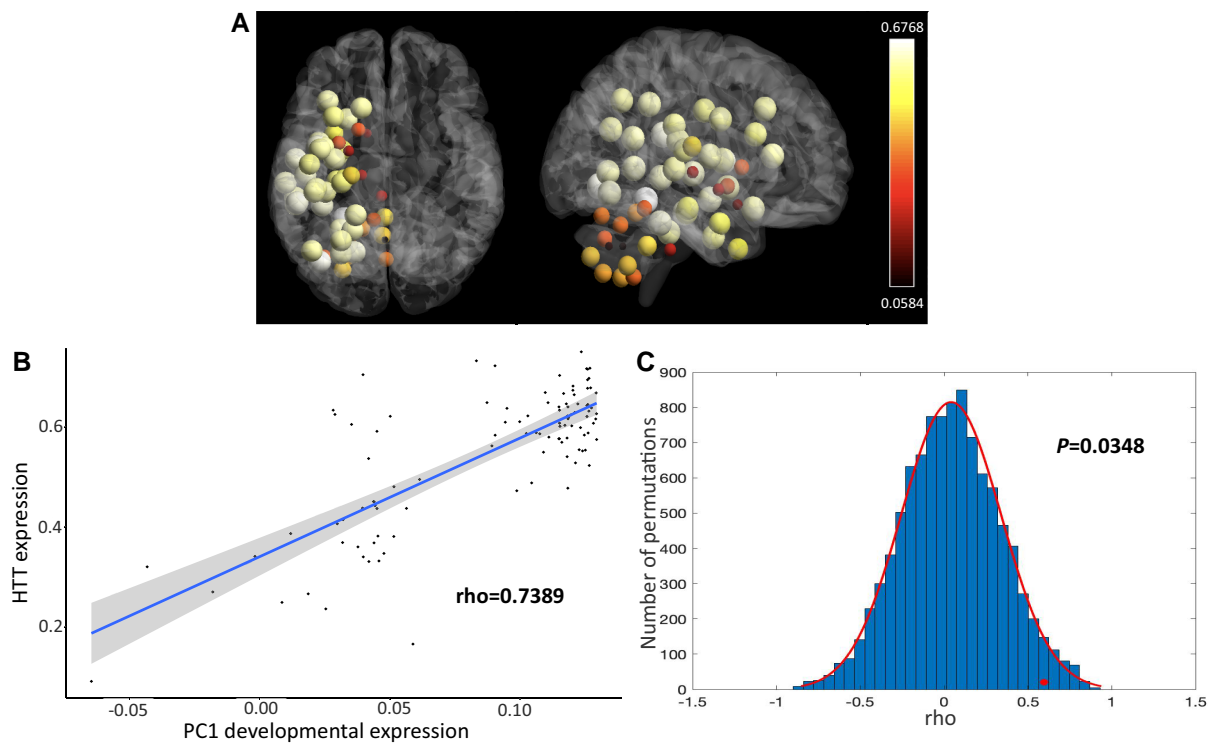 A
0.6768
0.0584
B
HTT expression
0.6
0.4
0.2
rho=0.7389
-0.05
0.00
0.05
0.10
PC1 developmental expression
C
Number of permutations
900
800
700
600
500
400
300
200
100
0
P=0.0348
-1.5
-1
-0.5
0
0.5
1
1.5
rho